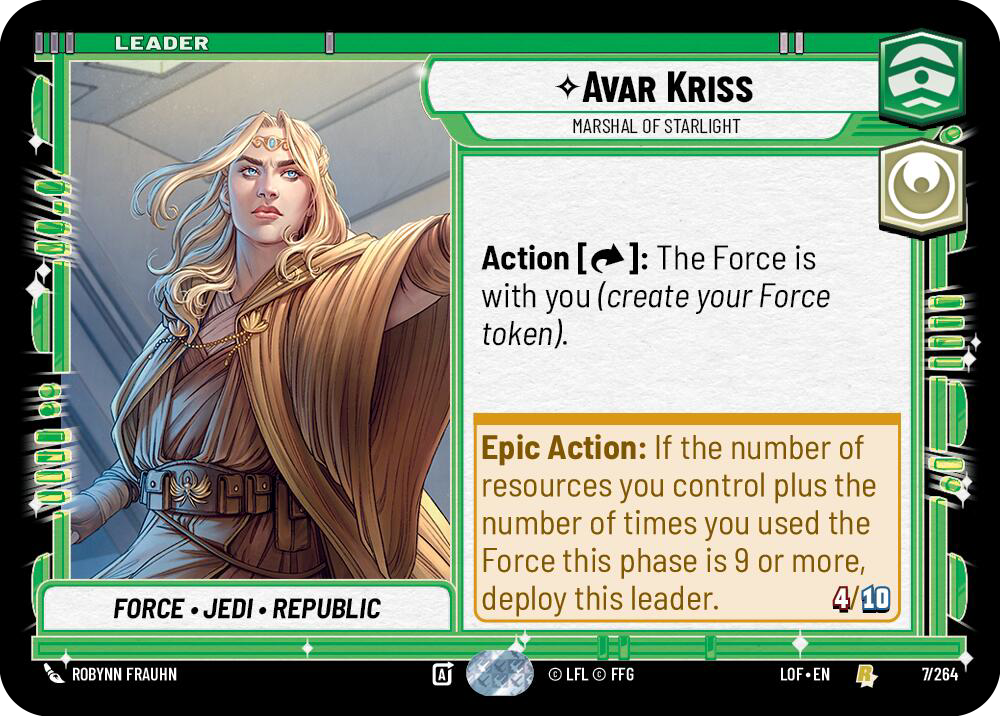 LEADER
✧AVAR KRISS
MARSHAL OF STARLIGHT
Action [↷]: The Force is
with you (create your Force
token).
Epic Action: If the number of
resources you control plus the
number of times you used the
Force this phase is 9 or more,
deploy this leader. 4/10
FORCE • JEDI • REPUBLIC
ROBYNN FRAUHN A © LFL © FFG LOF • EN R 7/264